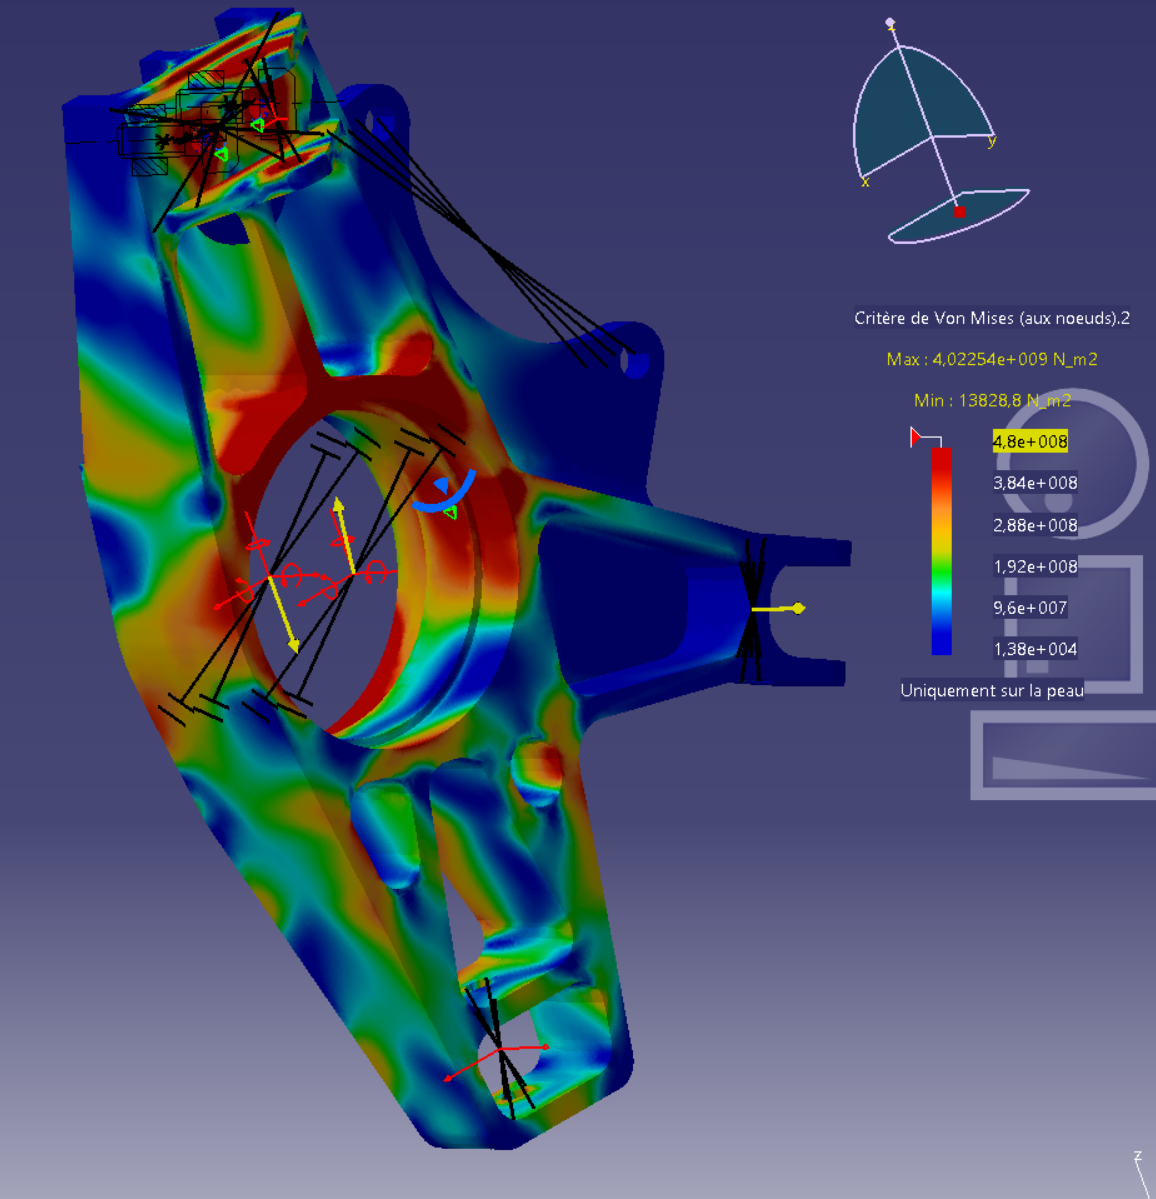 z
y
x
Critère de Von Mises (aux noeuds).2
Max : 4,02254e+009 N_m2
Min : 13828,8 N_m2
4,8e+008
3,84e+008
2,88e+008
1,92e+008
9,6e+007
1,38e+004
Uniquement sur la peau
z